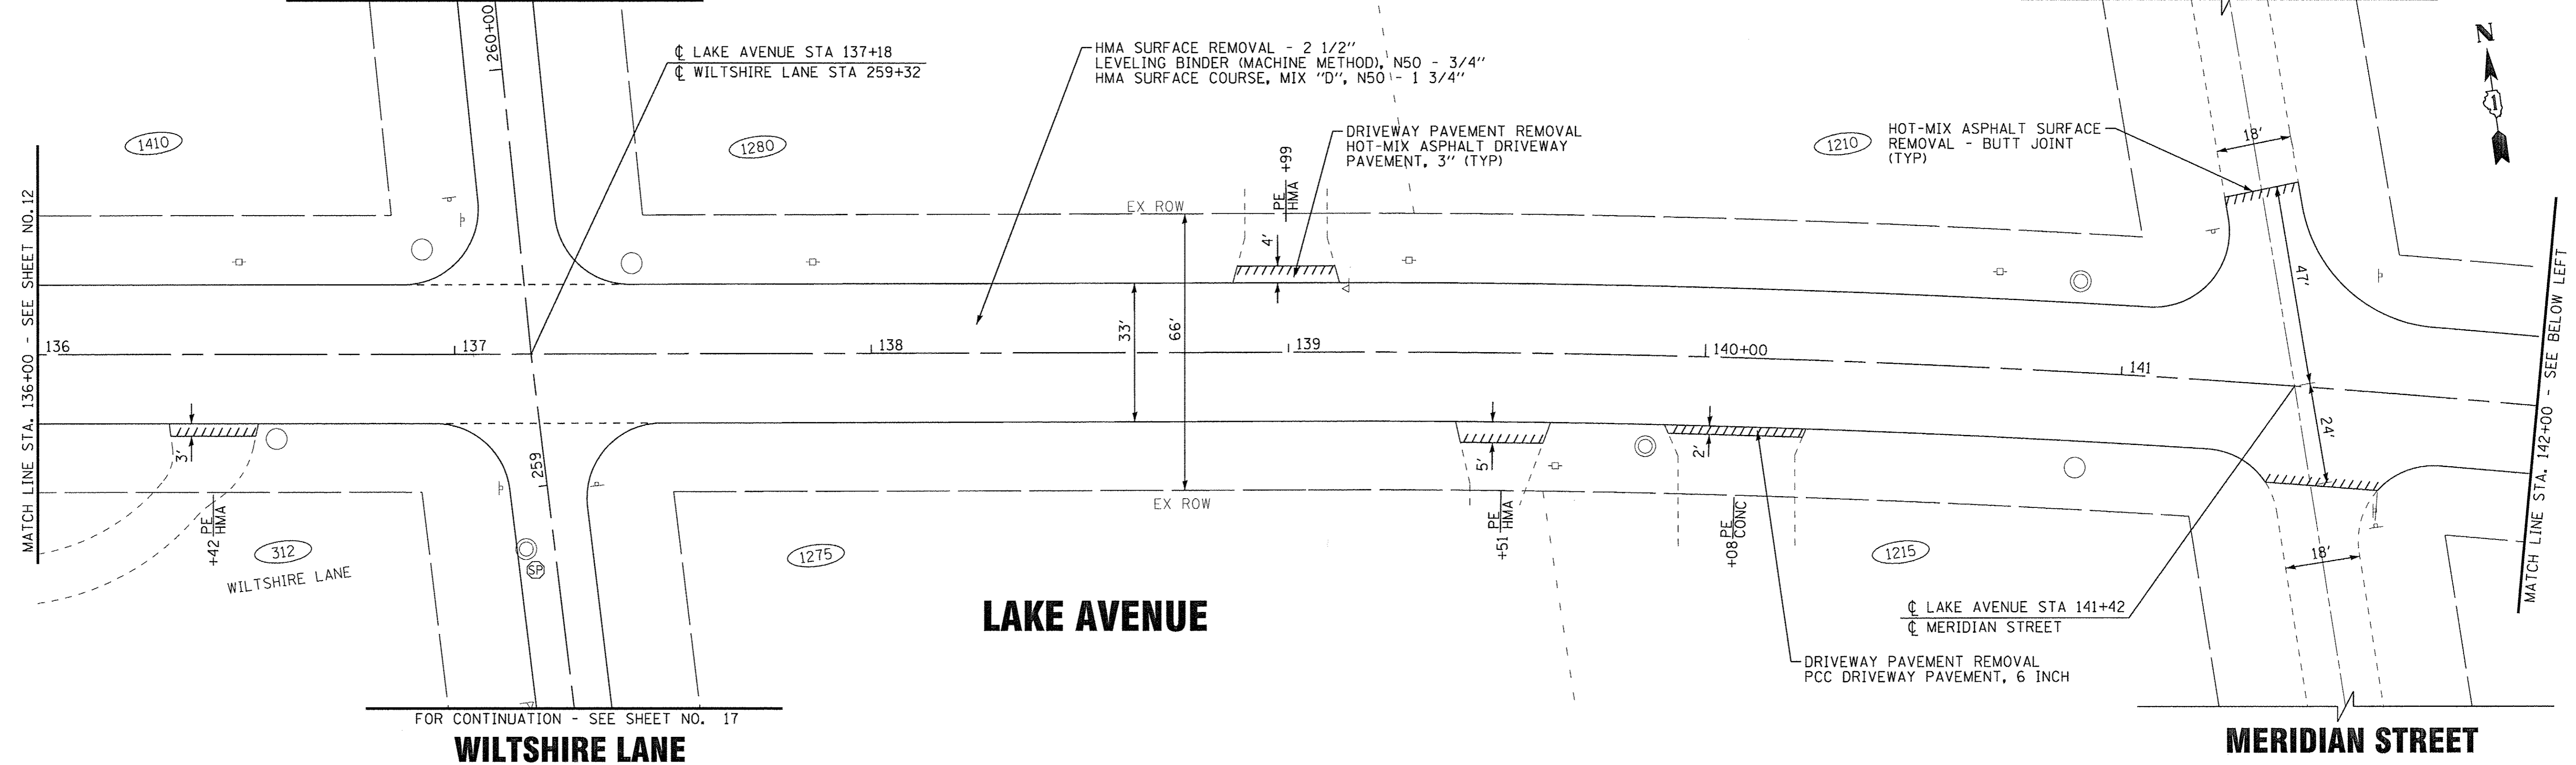 260+00
℄ LAKE AVENUE STA 137+18
℄ WILTSHIRE LANE STA 259+32
HMA SURFACE REMOVAL - 2 1/2"
LEVELING BINDER (MACHINE METHOD), N50 - 3/4"
HMA SURFACE COURSE, MIX "D", N50 - 1 3/4"
N
1
1410
1280
DRIVEWAY PAVEMENT REMOVAL
HOT-MIX ASPHALT DRIVEWAY
PAVEMENT, 3" (TYP)
1210
HOT-MIX ASPHALT SURFACE
REMOVAL - BUTT JOINT
(TYP)
18'
MATCH LINE STA. 136+00 - SEE SHEET NO.12
EX ROW
PE
HMA
+99
4'
47'
33'
66'
136
137
138
139
140+00
141
24'
3'
259
5'
2'
EX ROW
+42
PE
HMA
+51
PE
HMA
+08
PE
CONC
312
WILTSHIRE LANE
SP
1275
1215
18'
MATCH LINE STA. 142+00 - SEE BELOW LEFT
LAKE AVENUE
℄ LAKE AVENUE STA 141+42
℄ MERIDIAN STREET
DRIVEWAY PAVEMENT REMOVAL
PCC DRIVEWAY PAVEMENT, 6 INCH
FOR CONTINUATION - SEE SHEET NO. 17
WILTSHIRE LANE
MERIDIAN STREET